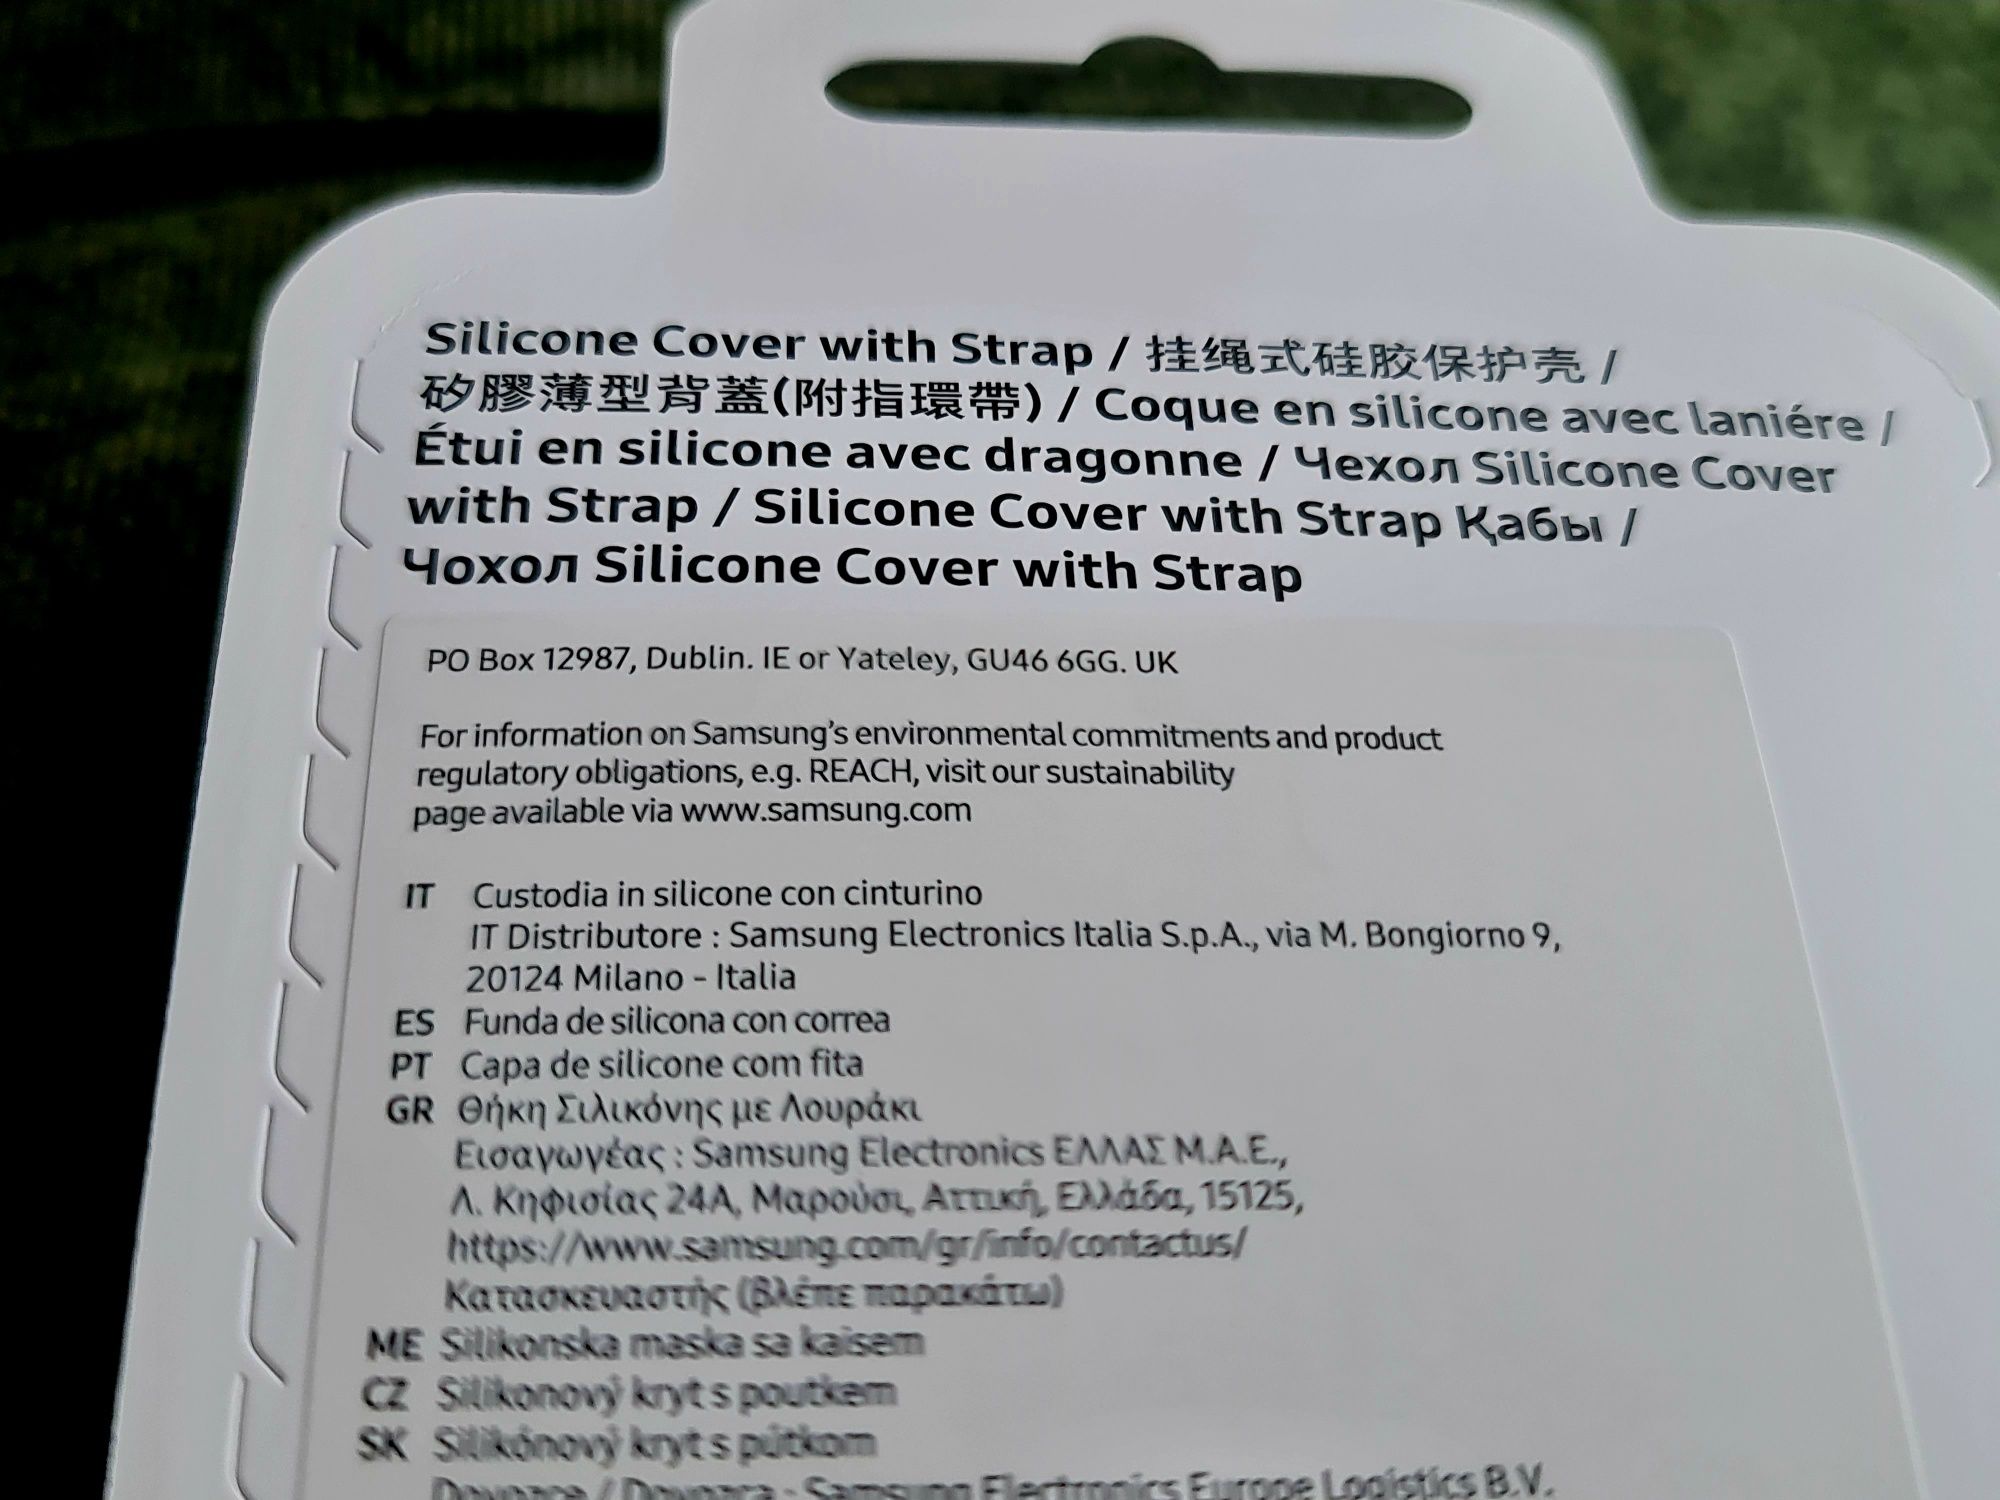 Silicone Cover with Strap / 挂绳式硅胶保护壳 /
矽膠薄型背蓋(附指環帶) / Coque en silicone avec laniére /
Étui en silicone avec dragonne / Чехол Silicone Cover
with Strap / Silicone Cover with Strap Қабы /
Чохол Silicone Cover with Strap
PO Box 12987, Dublin. IE or Yateley, GU46 6GG. UK
For information on Samsung's environmental commitments and product
regulatory obligations, e.g. REACH, visit our sustainability
page available via www.samsung.com
IT Custodia in silicone con cinturino
IT Distributore : Samsung Electronics Italia S.p.A., via M. Bongiorno 9,
20124 Milano - Italia
ES Funda de silicona con correa
PT Capa de silicone com fita
GR Θήκη Σιλικόνης με Λουράκι
Εισαγωγέας : Samsung Electronics ΕΛΛΑΣ Μ.Α.Ε.,
Λ. Κηφισίας 24Α, Μαρούσι, Αττική, Ελλάδα, 15125,
https://www.samsung.com/gr/info/contactus/
Κατασκευαστής (βλέπε παρακάτω)
ME Silikonska maska sa kaisem
CZ Silikonový kryt s poutkem
SK Silikónový kryt s pútkom
Dovozce / Dovozca : Samsung Electronics Europe Logistics B.V.